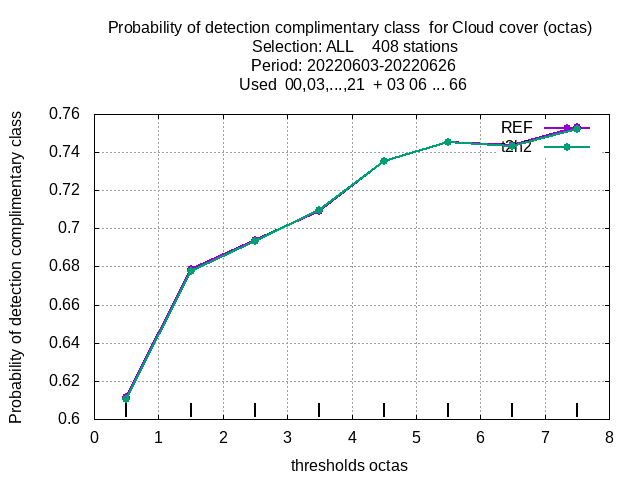 Probability of detection complimentary class  for Cloud cover (octas)
Selection: ALL    408 stations
Period: 20220603-20220626
Used  00,03,...,21  + 03 06 ... 66
Probability of detection complimentary class
0.76
0.74
0.72
0.7
0.68
0.66
0.64
0.62
0.6
REF
t2h2
0 1 2 3 4 5 6 7 8
thresholds octas